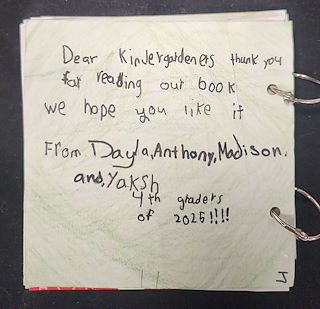 Dear Kindergardeners thank you
for reading our book
we hope you like it
From Dayla, Anthony, Madison,
and, Yaksh
4th graders
of 2025!!!!